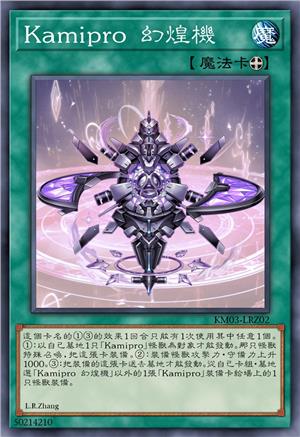 Kamipro 幻煌機
魔
【魔法卡】
KM03-LRZ02
這個卡名的①③的效果1回合只能有1次使用其中任意1個。
①:以自己墓地1只「Kamipro」怪獸為對象才能發動。那只怪獸
特殊召喚,把這張卡裝備。②:裝備怪獸攻擊力·守備力上升
1000。③:把裝備的這張卡送去墓地才能發動。從自己卡組·墓地
選「Kamipro 幻煌機」以外的1張「Kamipro」裝備卡給場上的1
只怪獸裝備。
L.R.Zhang
50214210